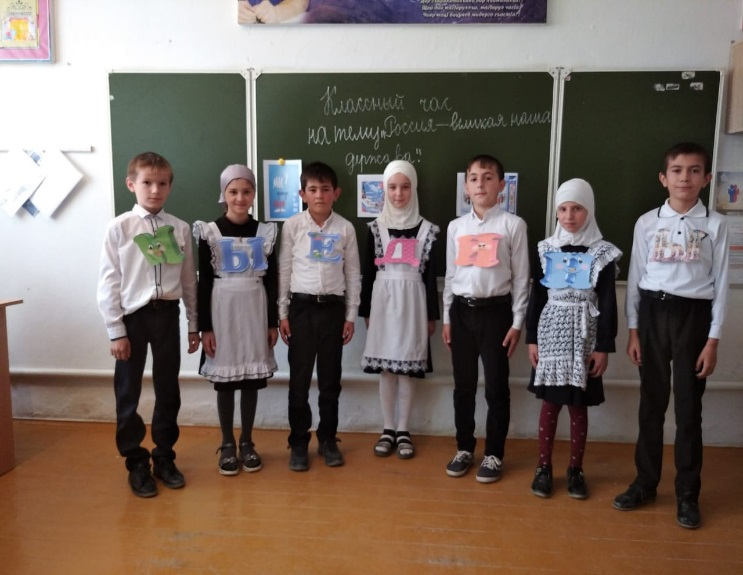 Классный час
на тему „Россия — великая наша
держава."
М Ы Е Д И Н Ы